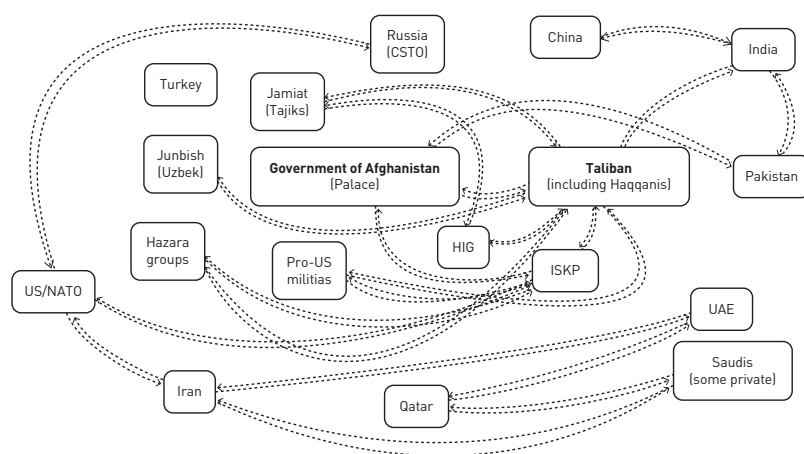 Russia
(CSTO)
China
India
Turkey
Jamiat
(Tajiks)
Junbish
(Uzbek)
Government of Afghanistan
(Palace)
Taliban
(including Haqqanis)
Pakistan
Hazara
groups
Pro-US
militias
HIG
ISKP
US/NATO
UAE
Iran
Qatar
Saudis
(some private)